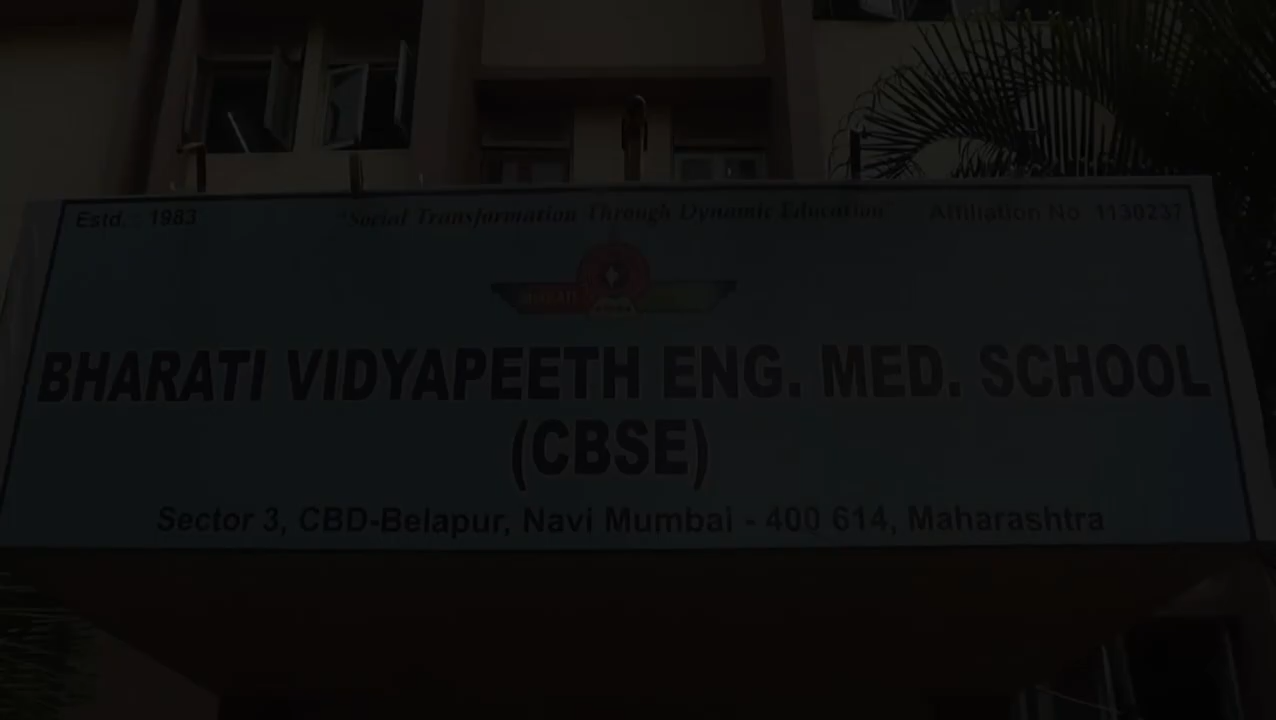 Estd. : 1983 "Social Transformation Through Dynamic Education" Affiliation No 1130237
BHARATI
BHARATI VIDYAPEETH ENG. MED. SCHOOL
(CBSE)
Sector 3, CBD-Belapur, Navi Mumbai - 400 614, Maharashtra